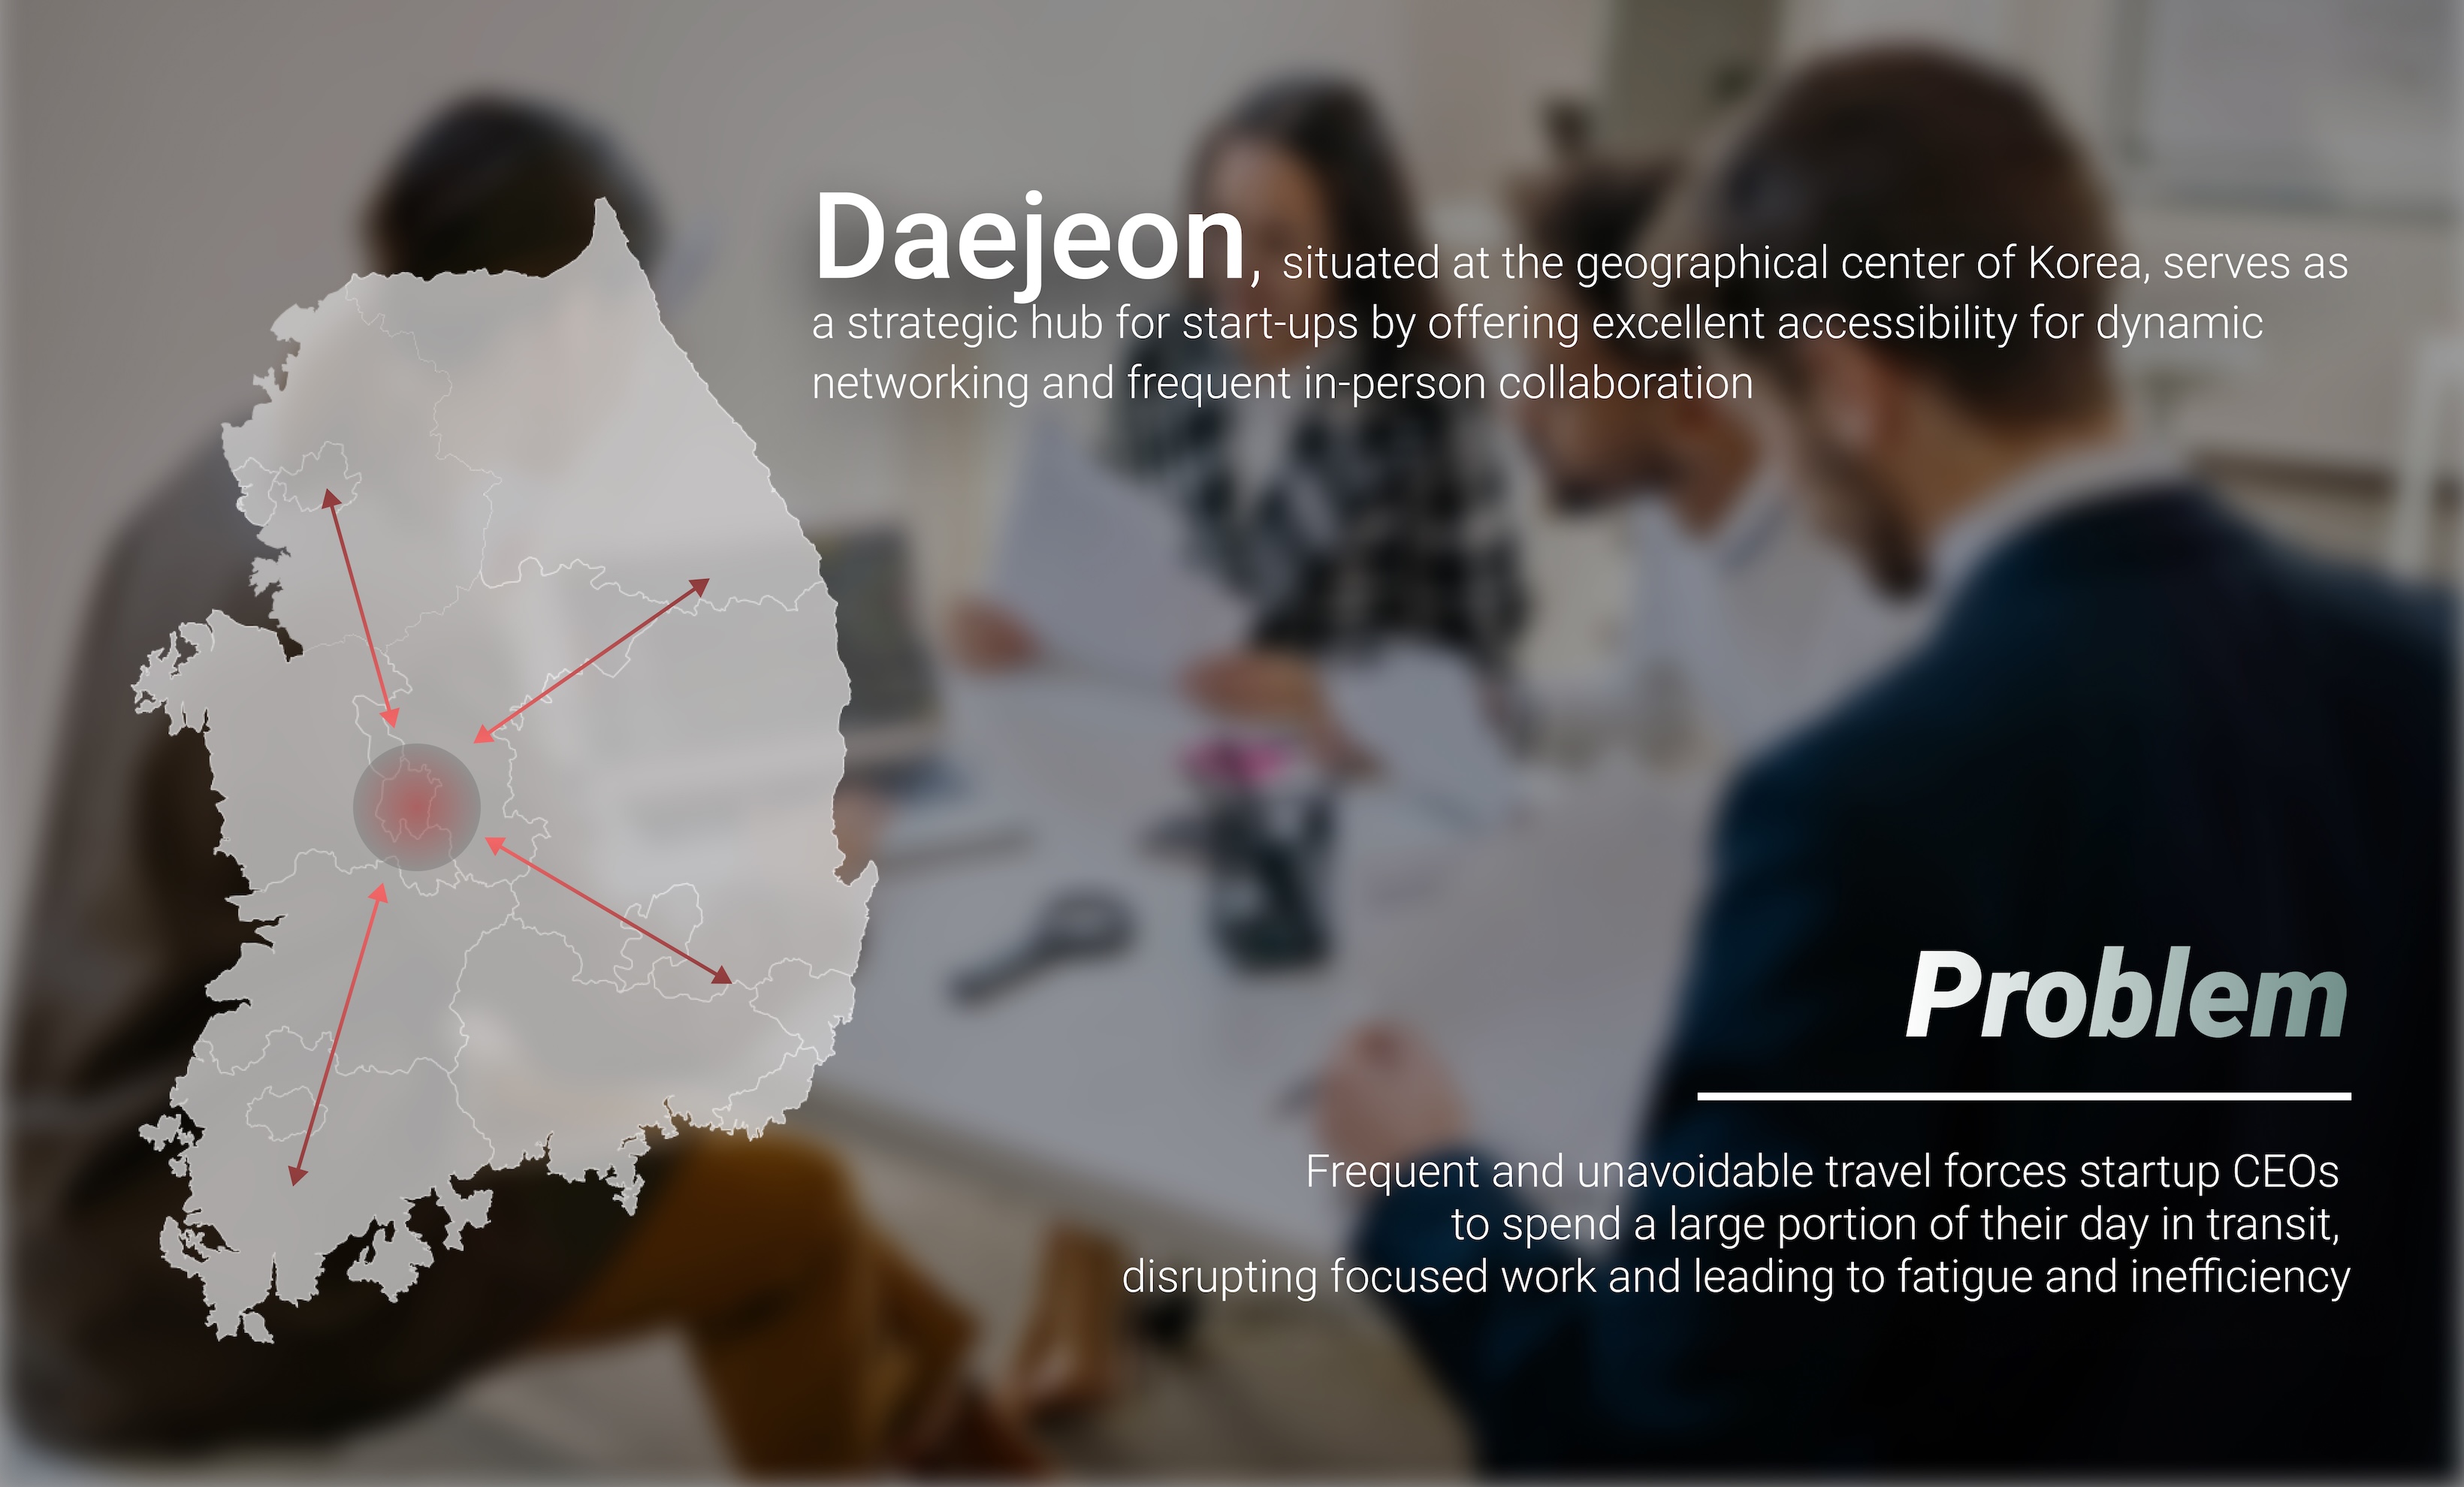 Daejeon, situated at the geographical center of Korea, serves as
a strategic hub for start-ups by offering excellent accessibility for dynamic
networking and frequent in-person collaboration
Problem
Frequent and unavoidable travel forces startup CEOs
to spend a large portion of their day in transit,
disrupting focused work and leading to fatigue and inefficiency